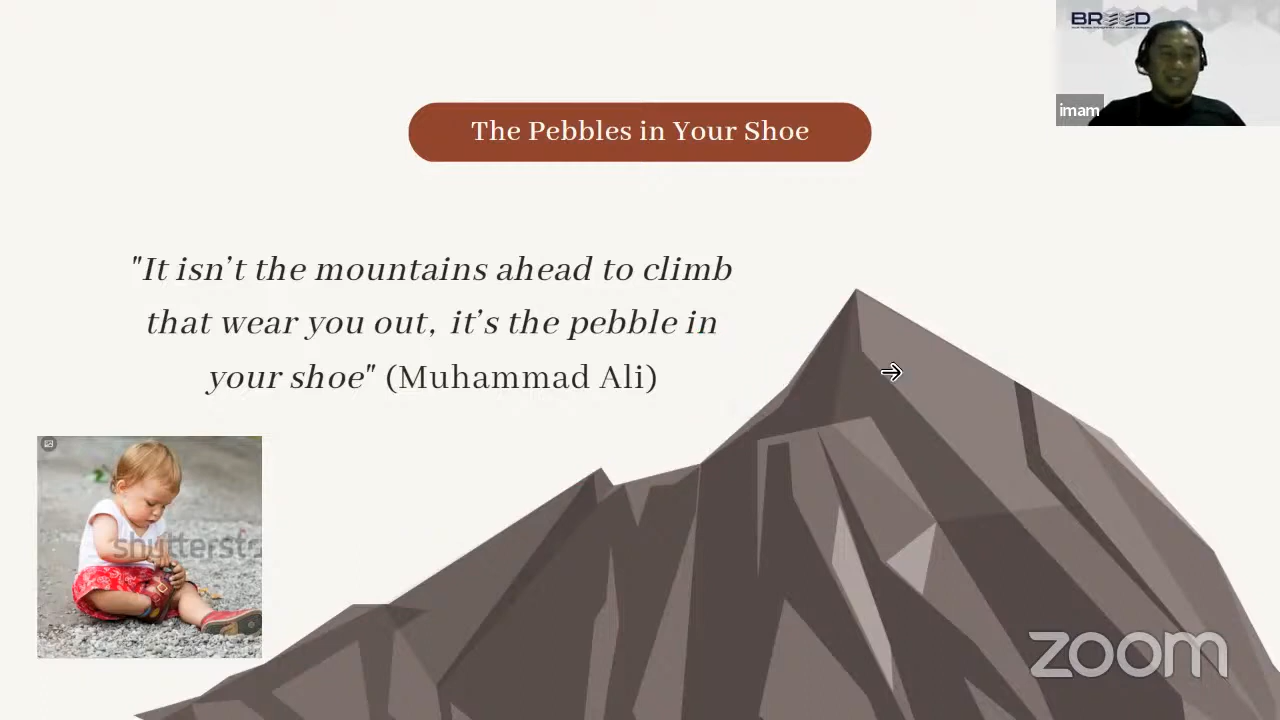 BREED
imam
The Pebbles in Your Shoe
"It isn’t the mountains ahead to climb
that wear you out, it’s the pebble in
your shoe" (Muhammad Ali)
shuttersto
zoom